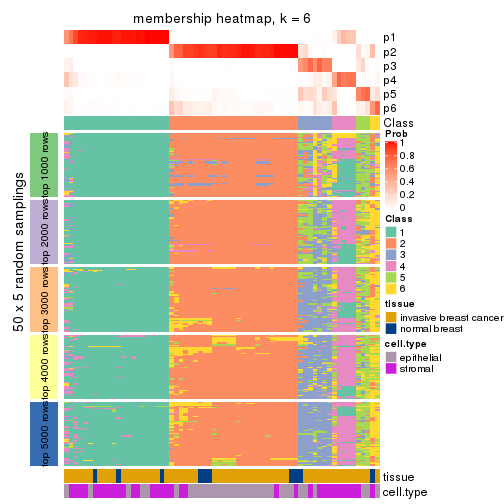 membership heatmap, k = 6
p1
p2
p3
p4
p5
p6
Class
50 x 5 random samplings
top 1000 rows
top 2000 rows
top 3000 rows
top 4000 rows
top 5000 rows
Prob
1
0.8
0.6
0.4
0.2
0
Class
1
2
3
4
5
6
tissue
invasive breast cancer
normal breast
cell.type
epithelial
stromal
tissue
cell.type